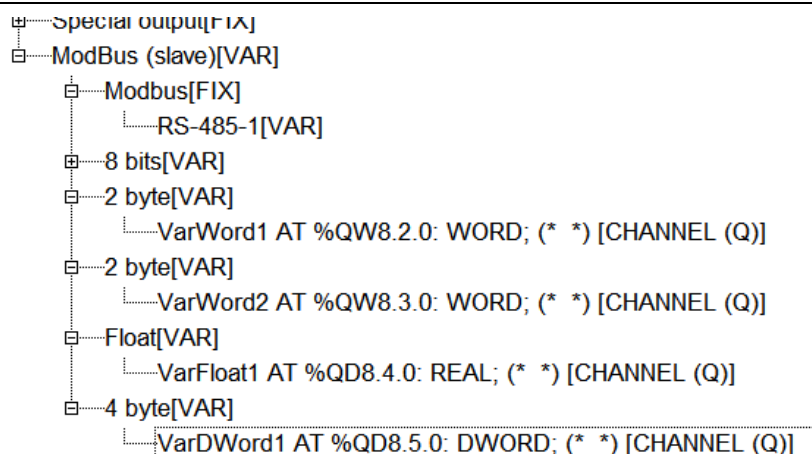 Special output[FIX]
ModBus (slave)[VAR]
Modbus[FIX]
RS-485-1[VAR]
8 bits[VAR]
2 byte[VAR]
VarWord1 AT %QW8.2.0: WORD; (* *) [CHANNEL (Q)]
2 byte[VAR]
VarWord2 AT %QW8.3.0: WORD; (* *) [CHANNEL (Q)]
Float[VAR]
VarFloat1 AT %QD8.4.0: REAL; (* *) [CHANNEL (Q)]
4 byte[VAR]
VarDWord1 AT %QD8.5.0: DWORD; (* *) [CHANNEL (Q)]